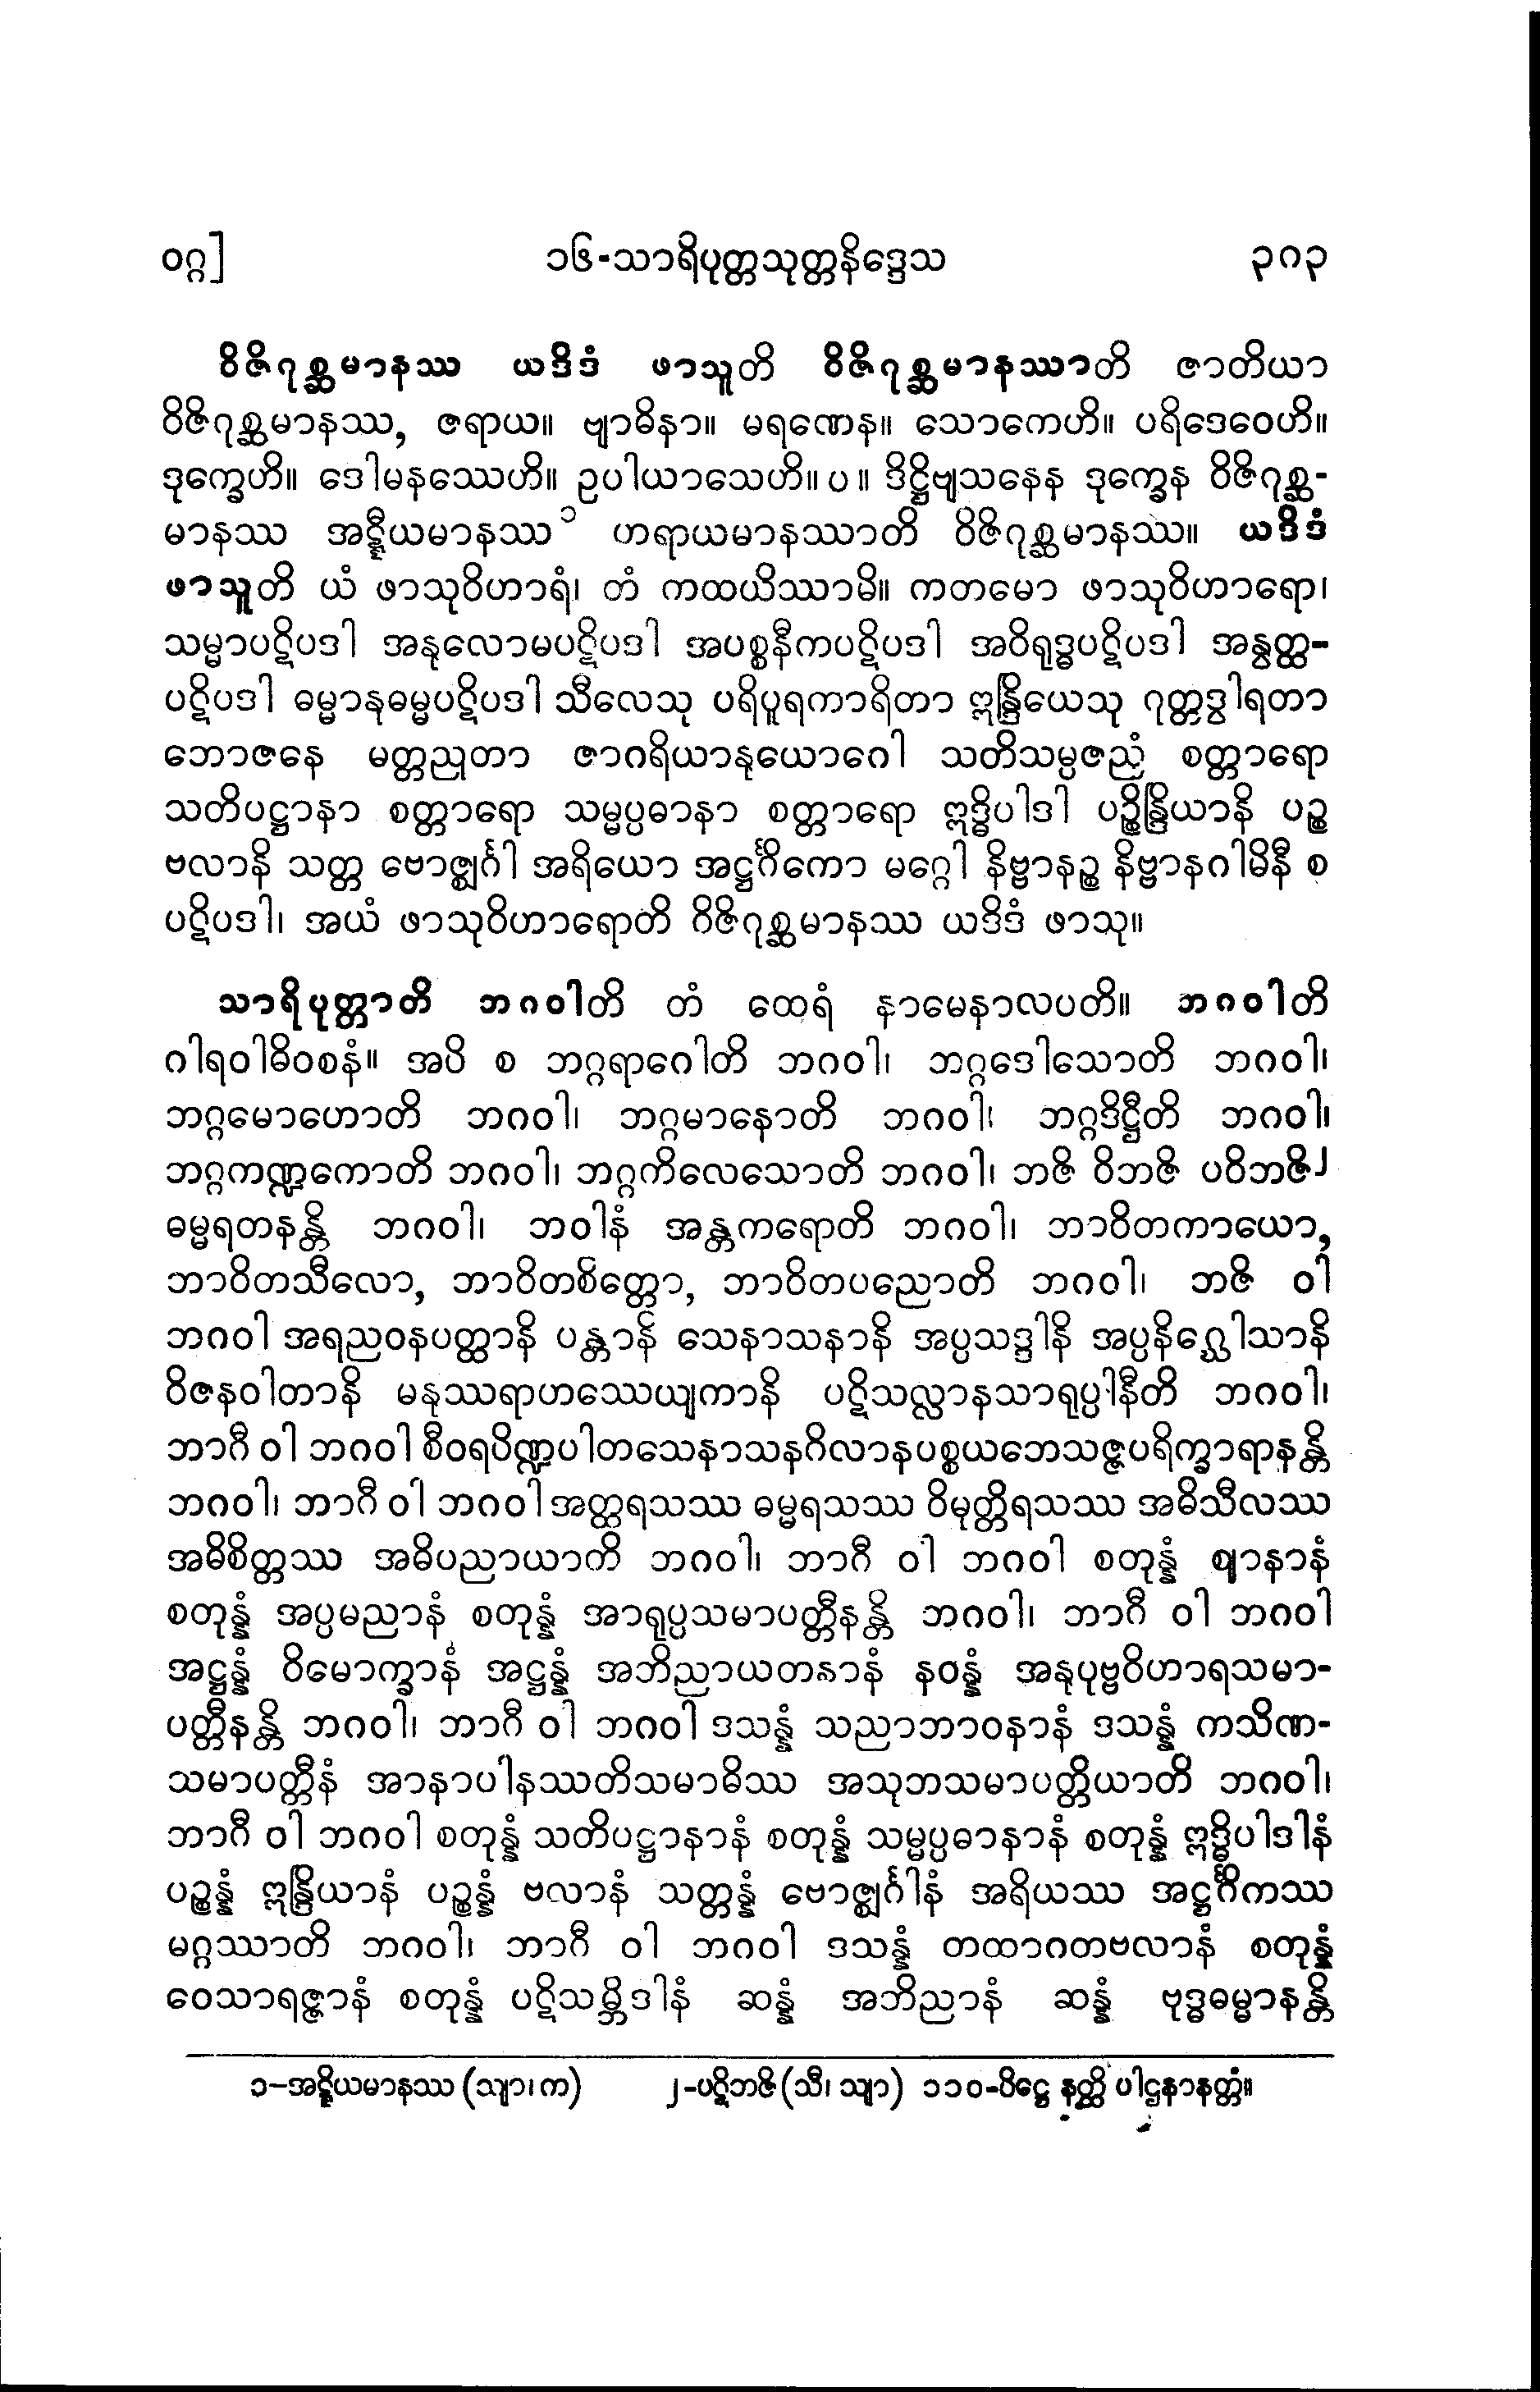 ဝဂ္ဂ] ၁၆-သာရိပုတ္တသုတ္တနိဒ္ဒေသ ၃၈၃
ဝိဇိဂုစ္ဆမာနဿ ယဒိဒံ ဖာသူတိ ဝိဇိဂုစ္ဆမာနဿာတိ ဇာတိယာ
ဝိဇိဂုစ္ဆမာနဿ, ဇရာယ။ ဗျာဓိနာ။ မရဏေန။ သောကေဟိ။ ပရိဒေဝေဟိ။
ဒုက္ခေဟိ။ ဒေါမနဿေဟိ။ ဥပါယာသေဟိ။ ပ ။ ဒိဋ္ဌိဗျသနေန ဒုက္ခေန ဝိဇိဂုစ္ဆ-
မာနဿ အဋ္ဋီယမာနဿ ၁ ဟရာယမာနဿာတိ ဝိဇိဂုစ္ဆမာနဿ။ ယဒိဒံ
ဖာသူတိ ယံ ဖာသုဝိဟာရံ၊ တံ ကထယိဿာမိ။ ကတမော ဖာသုဝိဟာရော၊
သမ္မာပဋိပဒါ အနုလောမပဋိပဒါ အပစ္စနီကပဋိပဒါ အဝိရုဒ္ဓပဋိပဒါ အန္වတ္ထ-
ပဋိပဒါ ဓမ္မာနုဓမ္မပဋိပဒါ သီလေသု ပရိပူရကာရိတာ ဣန္ဒြိယေသု ဂုတ္တဒွါရတာ
ဘောဇနေ မတ္တညုတာ ဇာဂရိယာနုယောဂေါ သတိသမ္ပဇညံ စတ္တာရော
သတိပဋ္ဌာနာ စတ္တာရော သမ္မပ္ပဓာနာ စတ္တာရော ဣဒ္ဓိပါဒါ ပဉ္စိန္ဒြိယာနိ ပဉ္စ
ဗလာနိ သတ္တ ဗောဇ္ဈင်္ဂါ အရိယော အဋ္ဌင်္ဂိကော မဂ္ဂေါ နိဗ္ဗာနဉ္စ နိဗ္ဗာနဂါမိနီ စ
ပဋိပဒါ၊ အယံ ဖာသုဝိဟာရောတိ ဝိဇိဂုစ္ဆမာနဿ ယဒိဒံ ဖာသု။
သာရိပုတ္တာတိ ဘဂဝါတိ တံ ထေရံ နာမေနာလပတိ။ ဘဂဝါတိ
ဂါရဝါဓိဝစနံ။ အပိ စ ဘဂ္ဂရာဂေါတိ ဘဂဝါ၊ ဘဂ္ဂဒေါသောတိ ဘဂဝါ၊
ဘဂ္ဂမောဟောတိ ဘဂဝါ၊ ဘဂ္ဂမာနောတိ ဘဂဝါ၊ ဘဂ္ဂဒိဋ္ဌီတိ ဘဂဝါ၊
ဘဂ္ဂကဏ္ဍကောတိ ဘဂဝါ၊ ဘဂ္ဂကိလေသောတိ ဘဂဝါ၊ ဘဇိ ဝိဘဇိ ပဝိဘဇိ၂
ဓမ္မရတနန္တိ ဘဂဝါ၊ ဘဝါနံ အန္တကရောတိ ဘဂဝါ၊ ဘာဝိတကာယော,
ဘာဝိတသီလော, ဘာဝိတစိတ္တော, ဘာဝိတပညောတိ ဘဂဝါ၊ ဘဇိ ဝါ
ဘဂဝါ အရညဝနပတ္ထာနိ ပန္တာနိ သေနာသနာနိ အပ္ပသဒ္ဒါနိ အပ္ပနိဂ္ဃောသာနိ
ဝိဇနဝါတာနိ မနုဿရာဟဿေယျကာနိ ပဋိသလ္လာနသာရုပ္ပါနီတိ ဘဂဝါ၊
ဘာဂီ ဝါ ဘဂဝါ စီဝရပိဏ္ဍပါတသေနာသနဂိလာနပစ္စယဘေသဇ္ဇပရိက္ခာရာနန္တိ
ဘဂဝါ၊ ဘာဂီ ဝါ ဘဂဝါ အတ္ထရသဿ ဓမ္မရသဿ ဝိမုတ္တိရသဿ အဓိသီလဿ
အဓိစိတ္တဿ အဓိပညာယာတိ ဘဂဝါ၊ ဘာဂီ ဝါ ဘဂဝါ စတုန္နံ ဈာနာနံ
စတုန္နံ အပ္ပမညာနံ စတုန္နံ အာရုပ္ပသမာပတ္တီနန္တိ ဘဂဝါ၊ ဘာဂီ ဝါ ဘဂဝါ
အဋ္ဌန္နံ ဝိမောက္ခာနံ အဋ္ဌန္နံ အဘိညာယတနာနံ နဝန္နံ အနုပုဗ္ဗဝိဟာရသမာ-
ပတ္တီနန္တိ ဘဂဝါ၊ ဘာဂီ ဝါ ဘဂဝါ ဒသန္နံ သညာဘာဝနာနံ ဒသန္နံ ကသိဏ-
သမာပတ္တီနံ အာနာပါနဿတိသမာဓိဿ အသုဘသမာပတ္တိယာတိ ဘဂဝါ၊
ဘာဂီ ဝါ ဘဂဝါ စတုန္နံ သတိပဋ္ဌာနာနံ စတုန္နံ သမ္မပ္ပဓာနာနံ စတုန္နံ ဣဒ္ဓိပါဒါနံ
ပဉ္စန္နံ ဣန္ဒြိယာနံ ပဉ္စန္နံ ဗလာနံ သတ္တန္နံ ဗောဇ္ဈင်္ဂါနံ အရိယဿ အဋ္ဌင်္ဂိကဿ
မဂ္ဂဿာတိ ဘဂဝါ၊ ဘာဂီ ဝါ ဘဂဝါ ဒသန္နံ တထာဂတဗလာနံ စတုန္နံ
ဝေသာရဇ္ဇာနံ စတုန္နံ ပဋိသမ္ဘိဒါနံ ဆန္နံ အဘိညာနံ ဆန္နံ ဗုဒ္ဓဓမ္မာနန္တိ
၁-အဋ္ဋိယမာနဿ (သျာ၊ က) ၂-ပဋိဘဇိ (သီ၊ သျာ) ၁၁၀-ပိဋ္ဌေ နတ္ထိ ပါဌနာနတ္တံ။